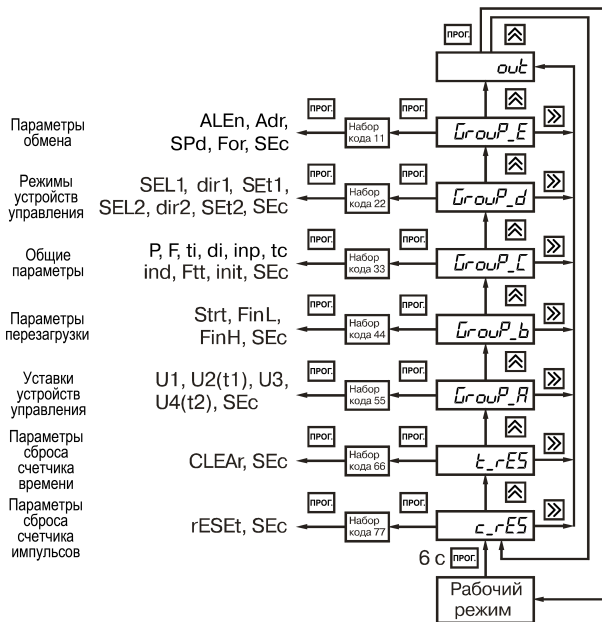 ПРОГ.
out
Параметры
обмена
ALEn, Adr,
SPd, For, SEc
ПРОГ.
Набор
кода 11
ПРОГ.
GrouP_E
Режимы
устройств
управления
SEL1, dir1, SEt1,
SEL2, dir2, SEt2, SEc
ПРОГ.
Набор
кода 22
ПРОГ.
GrouP_d
Общие
параметры
P, F, ti, di, inp, tc
ind, Ftt, init, SEc
ПРОГ.
Набор
кода 33
ПРОГ.
GrouP_C
Параметры
перезагрузки
Strt, FinL,
FinH, SEc
ПРОГ.
Набор
кода 44
ПРОГ.
GrouP_b
Уставки
устройств
управления
U1, U2(t1), U3,
U4(t2), SEc
ПРОГ.
Набор
кода 55
ПРОГ.
GrouP_A
Параметры
сброса
счетчика
времени
CLEAr, SEc
ПРОГ.
Набор
кода 66
ПРОГ.
t_rES
Параметры
сброса
счетчика
импульсов
rESEt, SEc
ПРОГ.
Набор
кода 77
ПРОГ.
c_rES
6 с ПРОГ.
Рабочий
режим